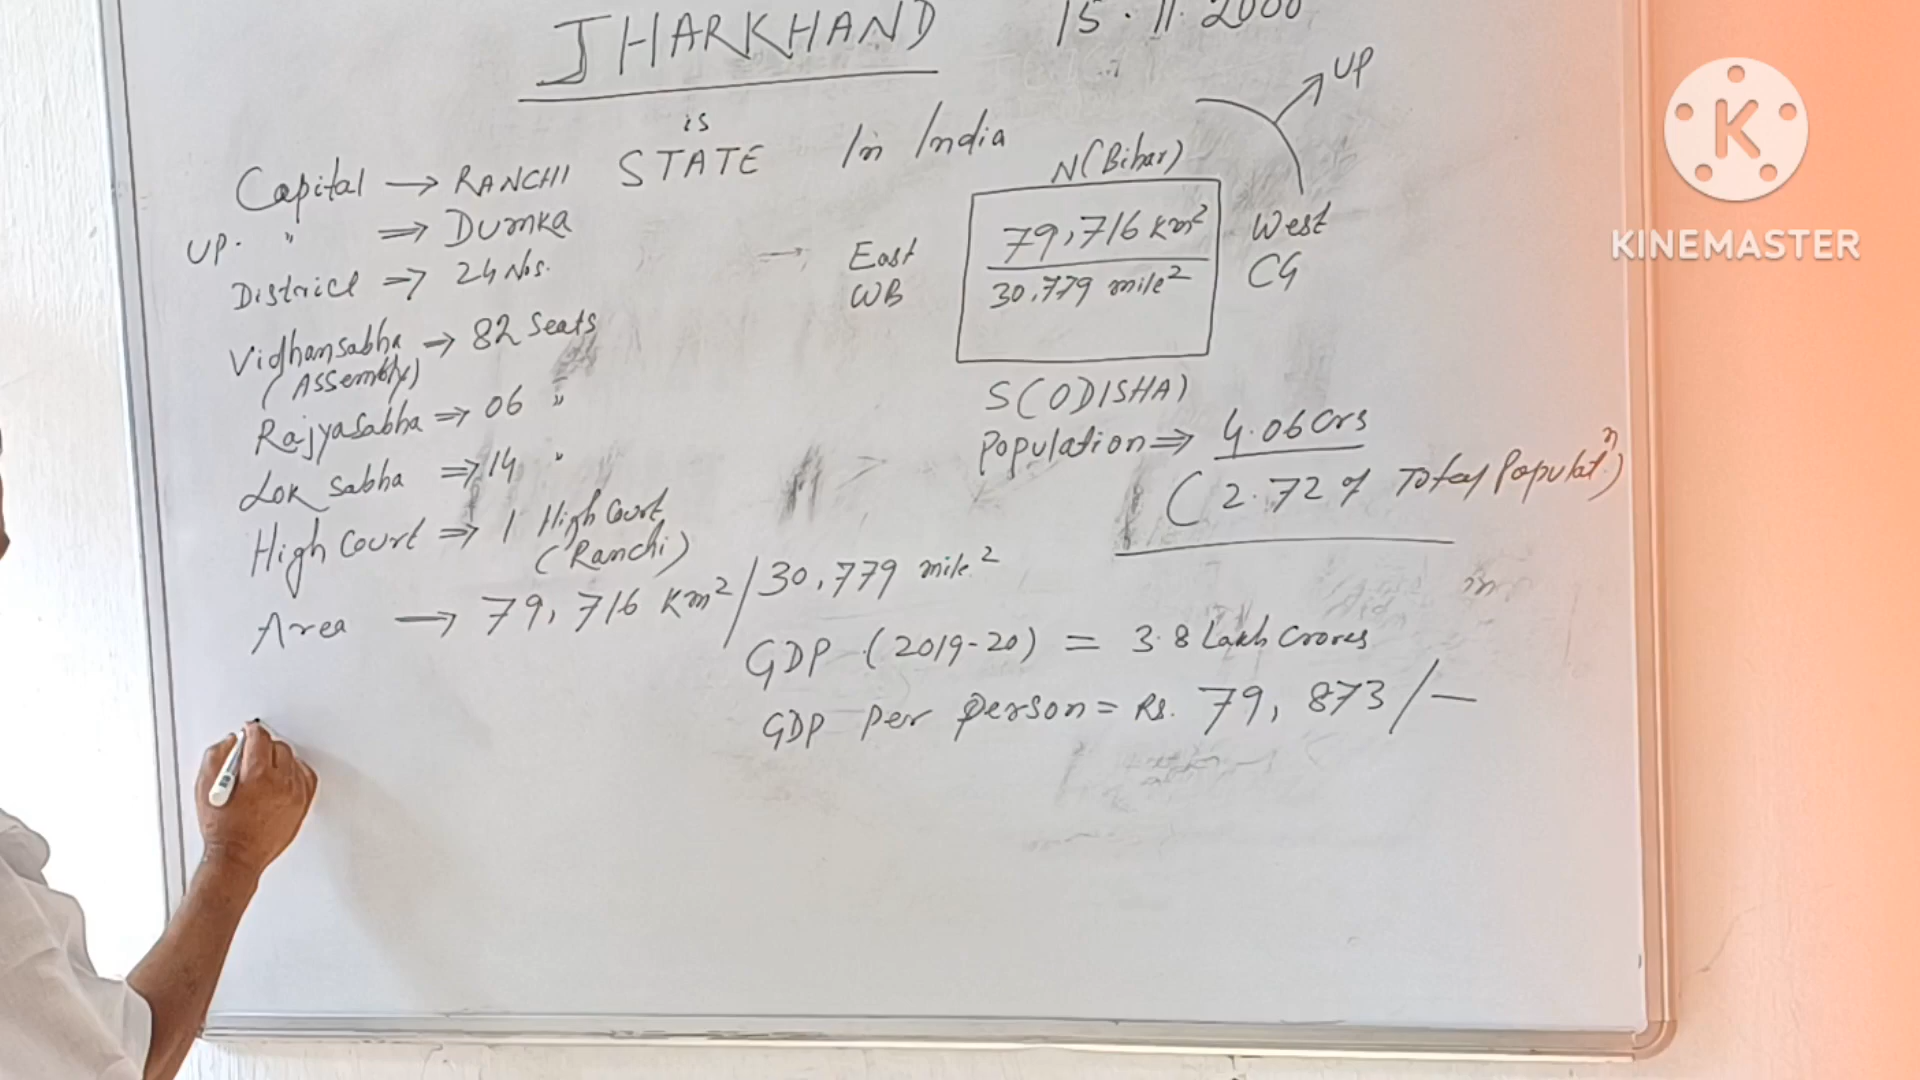 JHARKHAND 15.11.2000
is
STATE In India
Capital → RANCHI
UP. " ⇒ DUMKA
District ⇒ 24 Nos.
Vidhansabha → 82 Seats
(Assembly)
Rajyasabha ⇒ 06 "
Lok sabha ⇒ 14 "
High Court ⇒ 1 High Court
(Ranchi)
Area → 79,716 Km² / 30,779 mile²
UP
N(Bihar)
East
WB
79,716 Km²
30,779 mile²
West
CG
S(ODISHA)
Population ⇒ 4.06 Crs
(2.72 % Total Populatⁿ)
GDP (2019-20) = 3.8 Lakh Crores
GDP Per Person = Rs. 79,873/-
K
KINEMASTER